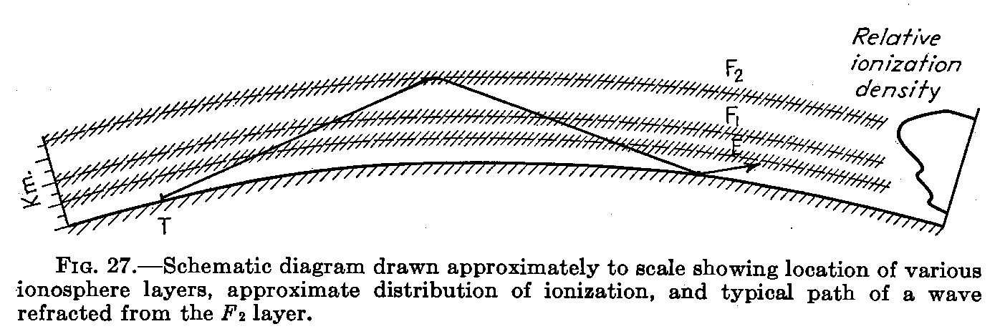 Relative
ionization
density
F2
F1
E
Km.
T
FIG. 27.—Schematic diagram drawn approximately to scale showing location of various
ionosphere layers, approximate distribution of ionization, and typical path of a wave
refracted from the F2 layer.